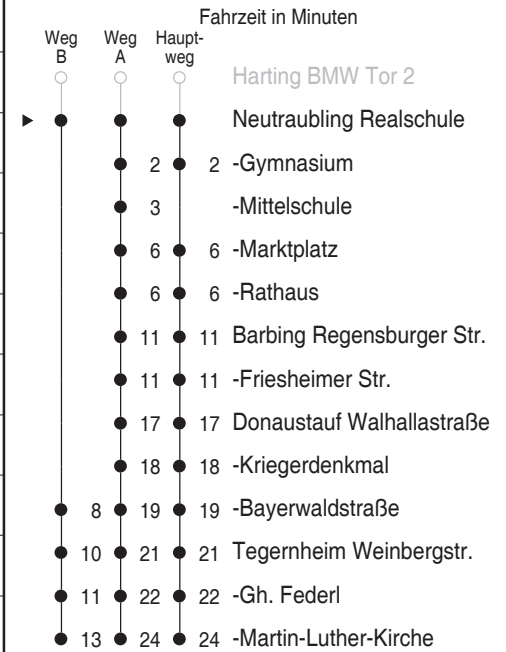 Fahrzeit in Minuten
Weg B Weg A Haupt-weg
Harting BMW Tor 2
Neutraubling Realschule
2 2 -Gymnasium
3 -Mittelschule
6 6 -Marktplatz
6 6 -Rathaus
11 11 Barbing Regensburger Str.
11 11 -Friesheimer Str.
17 17 Donaustauf Walhallastraße
18 18 -Kriegerdenkmal
8 19 19 -Bayerwaldstraße
10 21 21 Tegernheim Weinbergstr.
11 22 22 -Gh. Federl
13 24 24 -Martin-Luther-Kirche